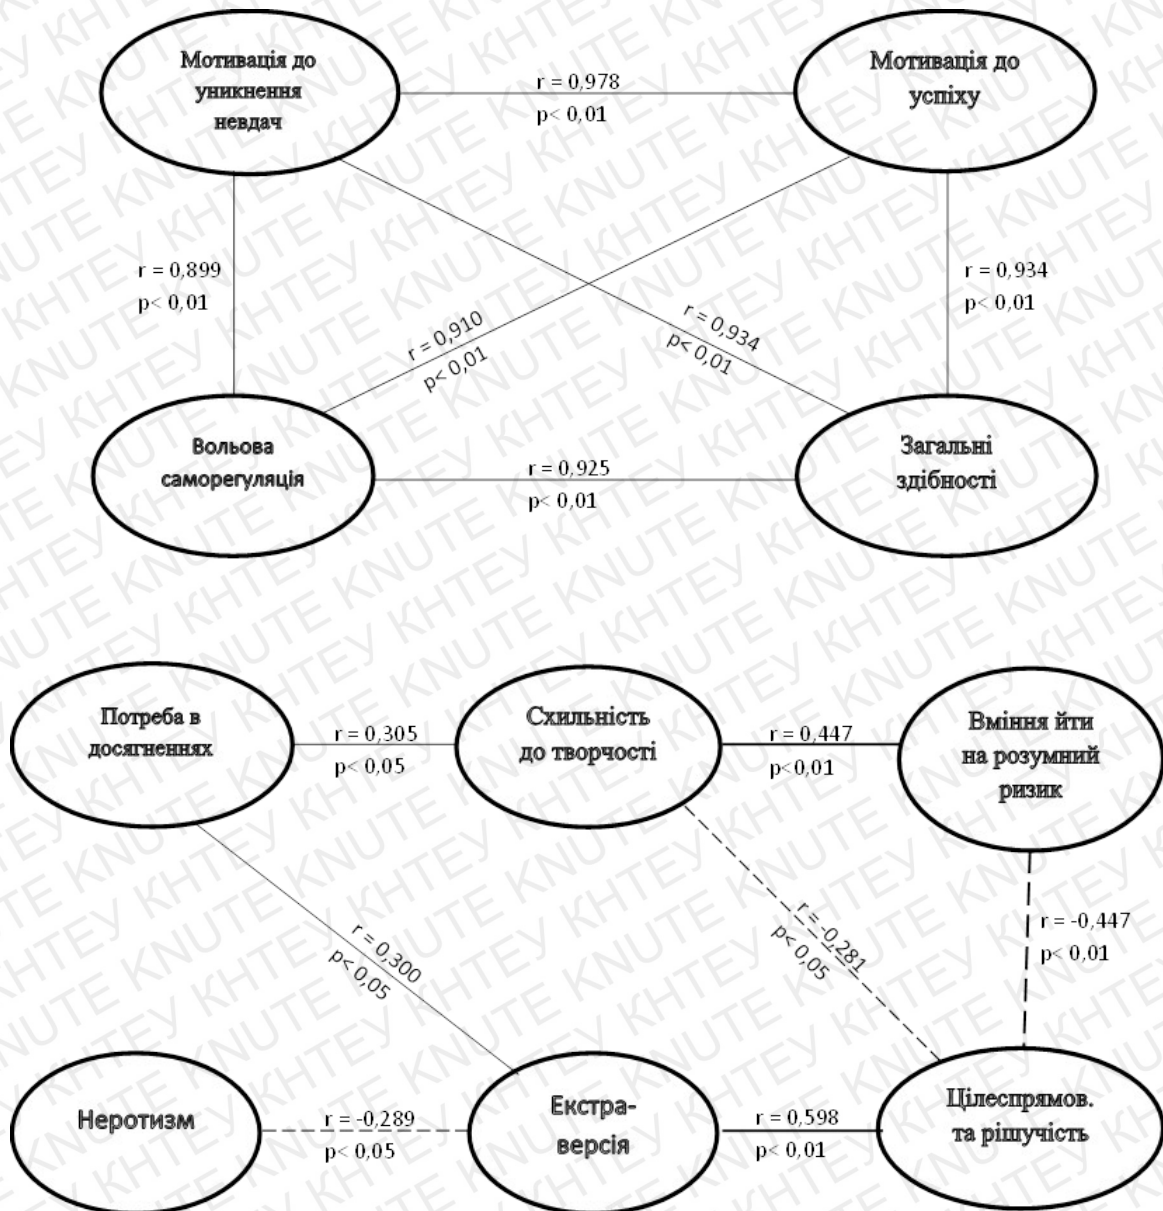 Мотивація до
уникнення
невдач
r = 0,978
p< 0,01
Мотивація до
успіху
r = 0,899
p< 0,01
r = 0,910
p< 0,01
r = 0,934
p< 0,01
r = 0,934
p< 0,01
Вольова
саморегуляція
r = 0,925
p< 0,01
Загальні
здібності
Потреба в
досягненнях
r = 0,305
p< 0,05
Схильність
до творчості
r = 0,447
p<0,01
Вміння йти
на розумний
ризик
r = 0,300
p< 0,05
r = -0,281
p< 0,05
r = -0,447
p< 0,01
Неротизм
r = -0,289
p< 0,05
Екстра-
версія
r = 0,598
p< 0,01
Цілеспрямов.
та рішучість